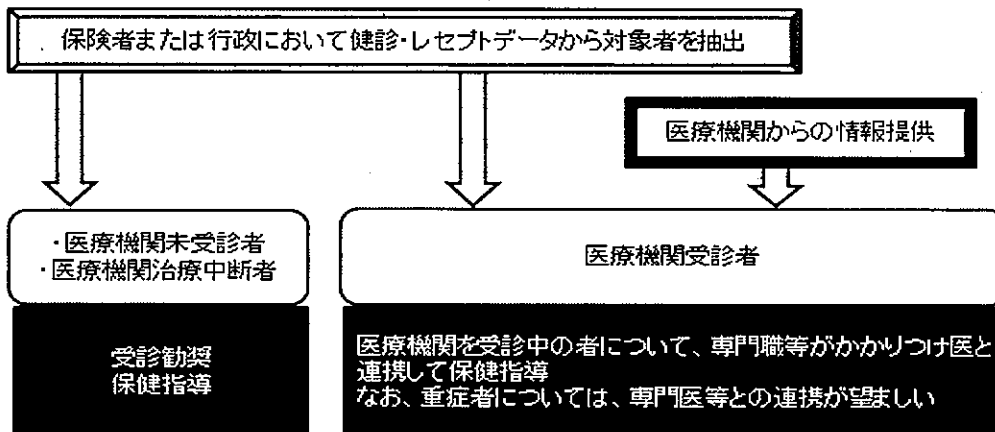 保険者または行政において健診・レセプトデータから対象者を抽出
医療機関からの情報提供
・医療機関未受診者
・医療機関治療中断者
医療機関受診者
受診勧奨
保健指導
医療機関を受診中の者について、専門職等がかかりつけ医と
連携して保健指導
なお、重症者については、専門医等との連携が望ましい